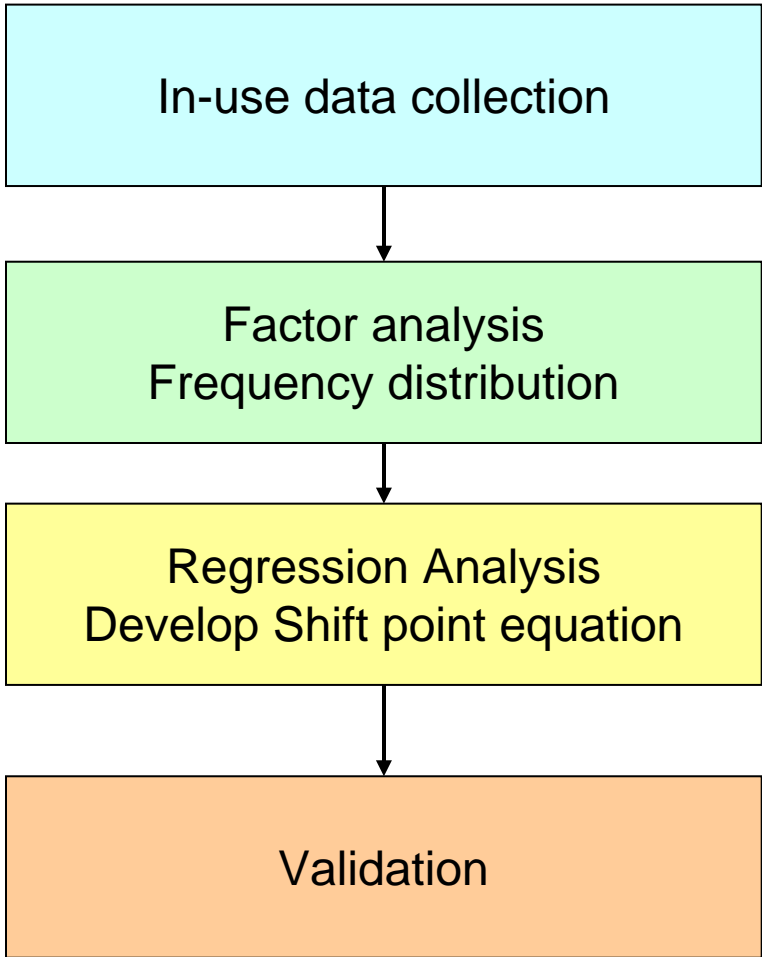 In-use data collection
Factor analysis
Frequency distribution
Regression Analysis
Develop Shift point equation
Validation